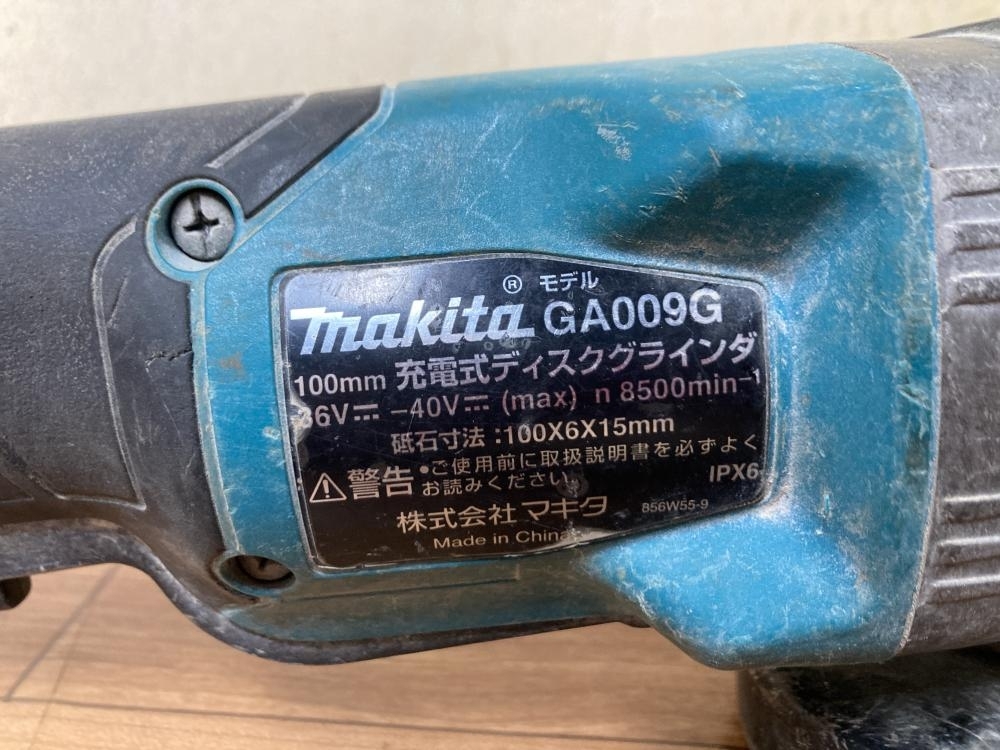 makita ® モデル GA009G
100mm 充電式ディスクグラインダ
36V⎓ -40V⎓ (max) n 8500min⁻¹
砥石寸法:100X6X15mm
⚠警告 •ご使用前に取扱説明書を必ずよく
お読みください。 IPX6
株式会社 マキタ 856W55-9
Made in China